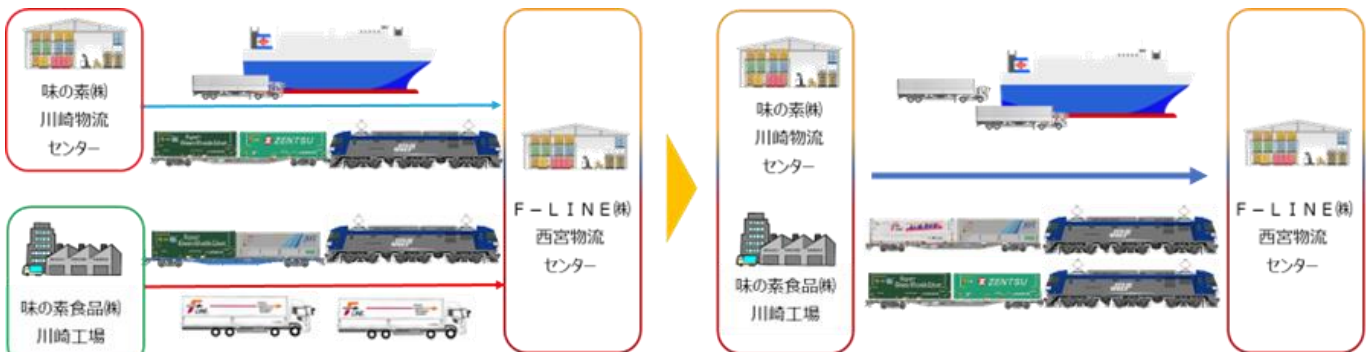 味の素㈱
川崎物流
センター
ZENTSU
味の素食品㈱
川崎工場
F LINE
F LINE
F-LINE㈱
西宮物流
センター
味の素㈱
川崎物流
センター
味の素食品㈱
川崎工場
ZENTSU
F-LINE㈱
西宮物流
センター